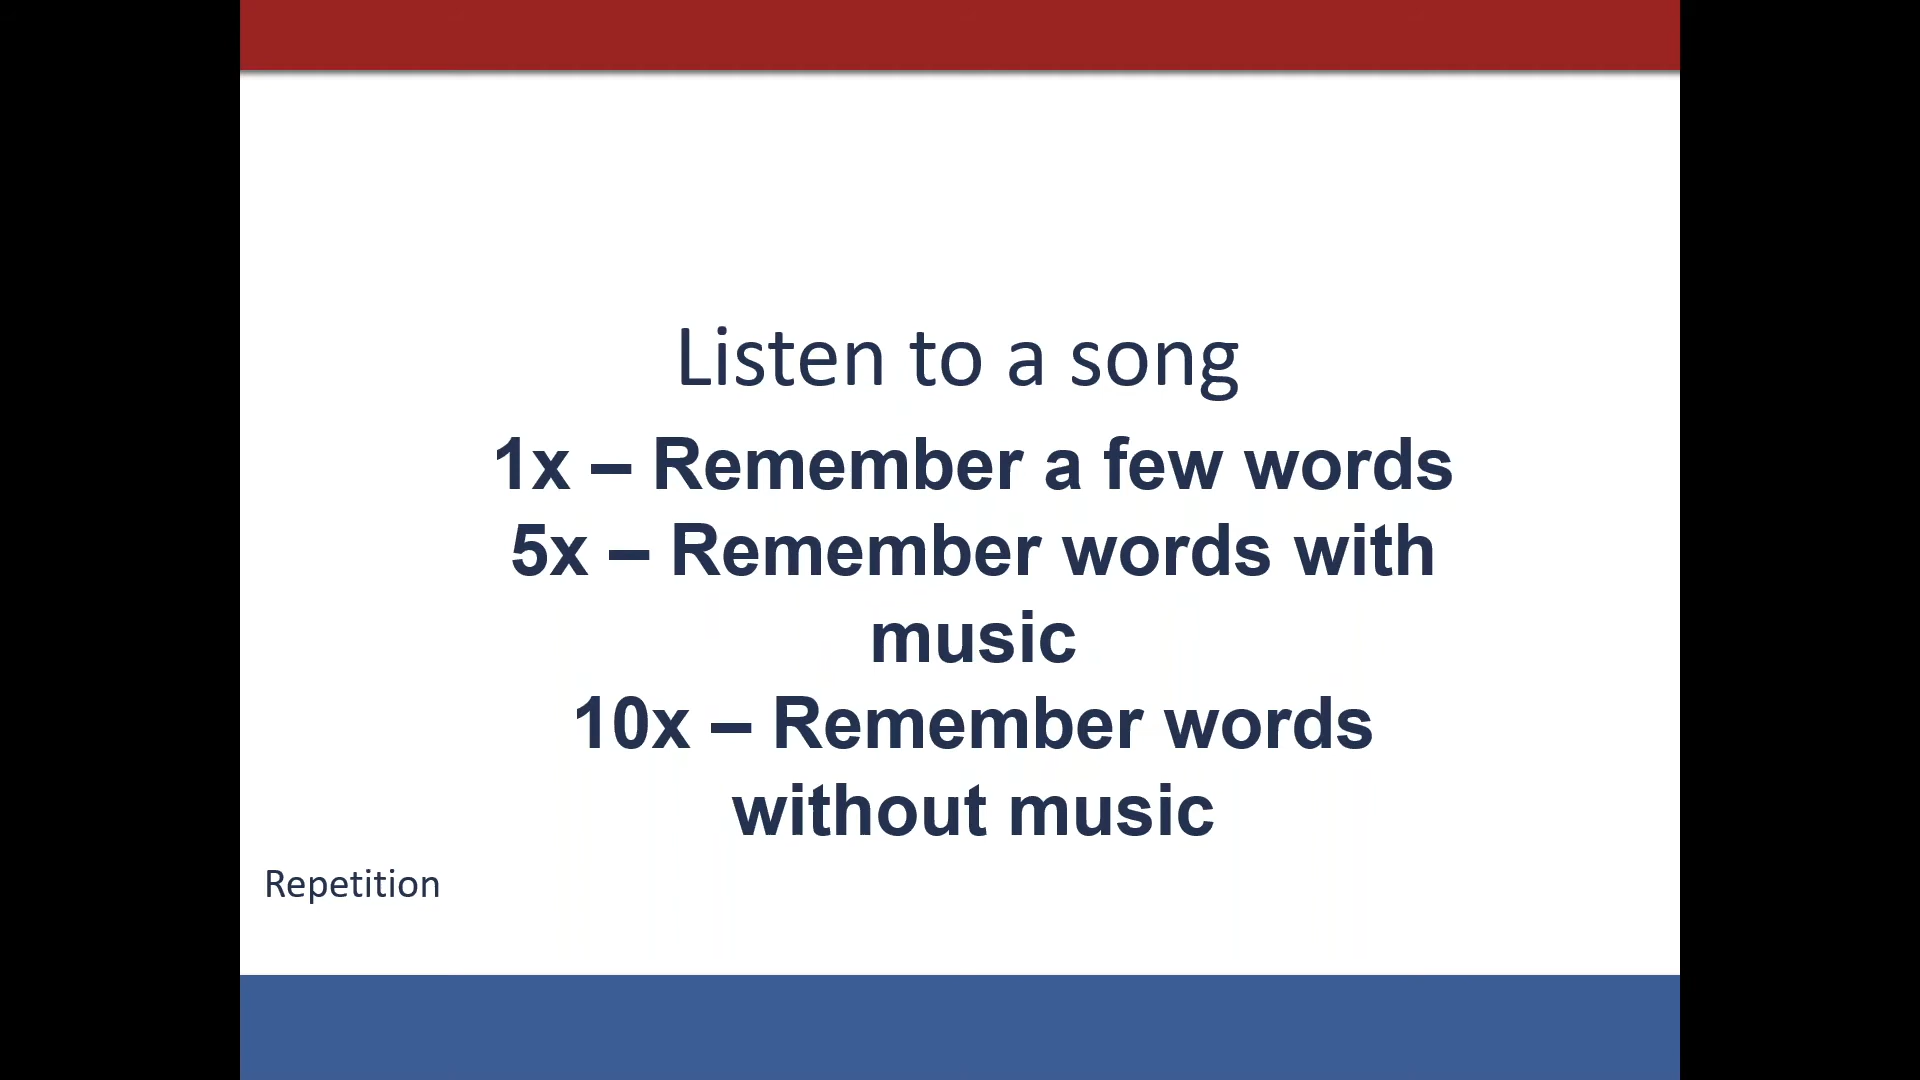 Listen to a song
1x – Remember a few words
5x – Remember words with
music
10x – Remember words
without music
Repetition